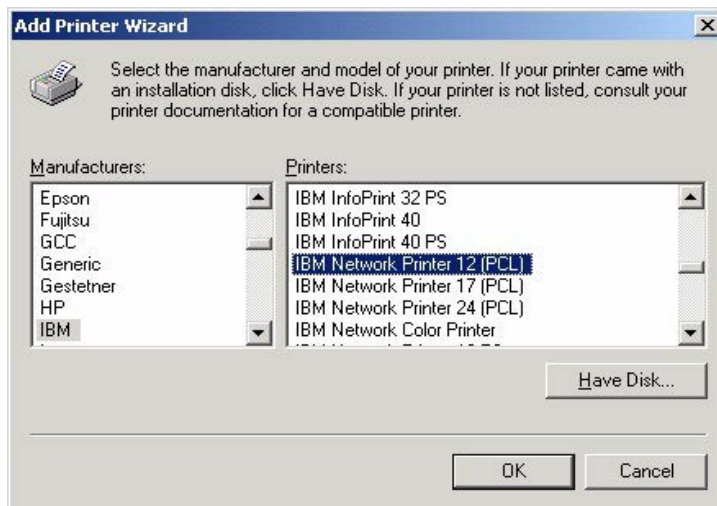 Add Printer Wizard
Select the manufacturer and model of your printer. If your printer came with
an installation disk, click Have Disk. If your printer is not listed, consult your
printer documentation for a compatible printer.
Manufacturers:
Epson
Fujitsu
GCC
Generic
Gestetner
HP
IBM
Printers:
IBM InfoPrint 32 PS
IBM InfoPrint 40
IBM InfoPrint 40 PS
IBM Network Printer 12 (PCL)
IBM Network Printer 17 (PCL)
IBM Network Printer 24 (PCL)
IBM Network Color Printer
Have Disk...
OK
Cancel